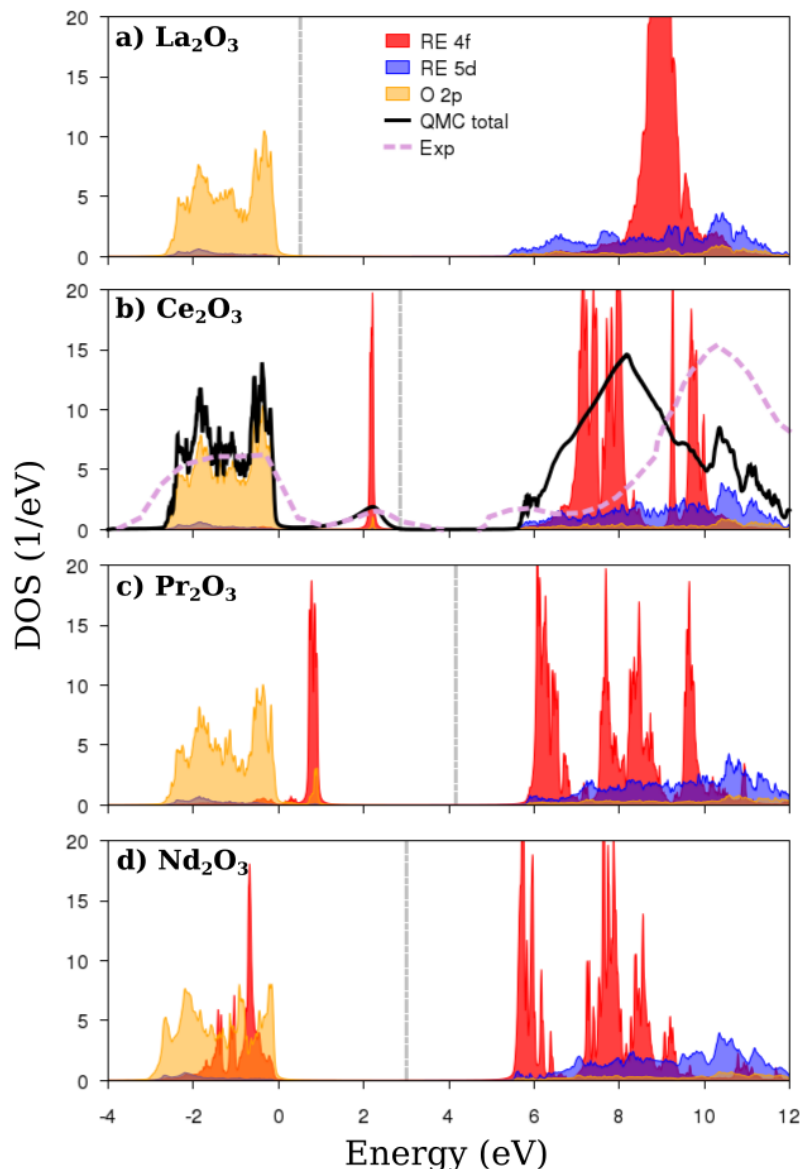 20
a) La₂O₃
RE 4f
RE 5d
O 2p
QMC total
Exp
15
10
5
0
20
b) Ce₂O₃
15
10
5
0
20
c) Pr₂O₃
15
10
5
0
20
d) Nd₂O₃
15
10
5
0
DOS (1/eV)
-4 -2 0 2 4 6 8 10 12
Energy (eV)